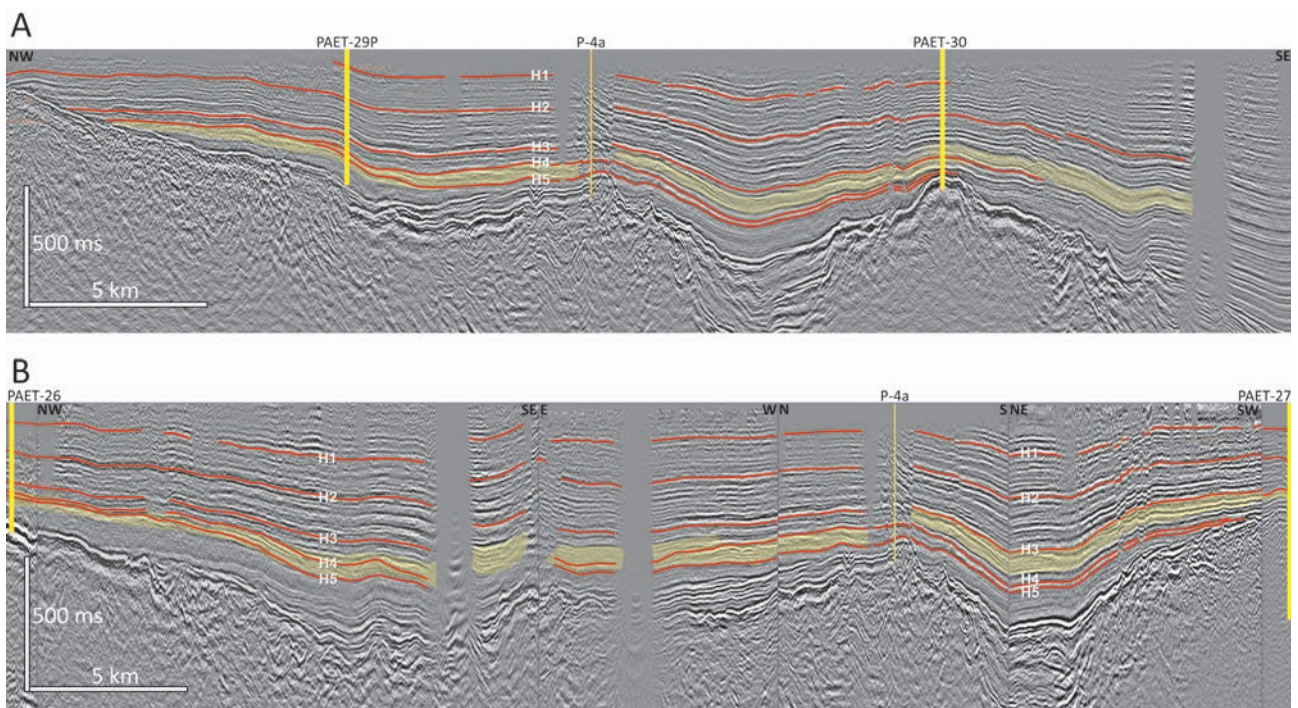 A
PAET-29P P-4a PAET-30
NW SE
H1
H2
H3
H4
H5
500 ms
5 km
B
PAET-26 P-4a PAET-27
NW SE E W N S NE SW
H1 H1
H2 H2
H3 H3
H4 H4
H5 H5
500 ms
5 km